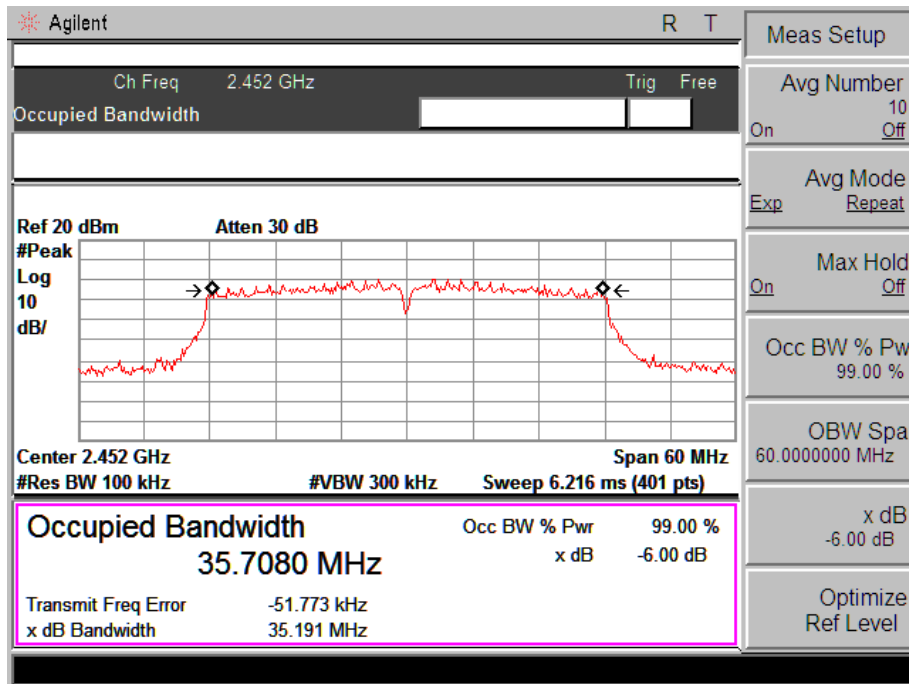 Agilent R T
Ch Freq 2.452 GHz Trig Free
Occupied Bandwidth
Ref 20 dBm Atten 30 dB
#Peak
Log
10
dB/
Center 2.452 GHz Span 60 MHz
#Res BW 100 kHz #VBW 300 kHz Sweep 6.216 ms (401 pts)
Occupied Bandwidth
35.7080 MHz
Occ BW % Pwr 99.00 %
x dB -6.00 dB
Transmit Freq Error -51.773 kHz
x dB Bandwidth 35.191 MHz
Meas Setup
Avg Number
10
On Off
Avg Mode
Exp Repeat
Max Hold
On Off
Occ BW % Pw
99.00 %
OBW Spa
60.0000000 MHz
x dB
-6.00 dB
Optimize
Ref Level